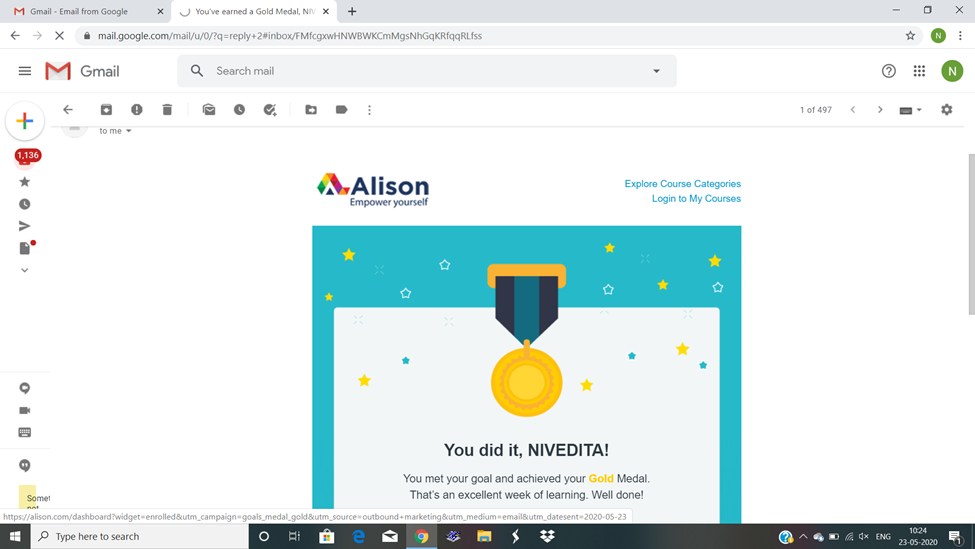 Gmail - Email from Google
You've earned a Gold Medal, NIV
mail.google.com/mail/u/0/?q=reply+2#inbox/FMfcgxwHNWBWKCmMgsNhGqKRfqqRLfss
N
Gmail
Search mail
N
1 of 497
to me
1,136
Alison
Empower yourself
Explore Course Categories
Login to My Courses
You did it, NIVEDITA!
You met your goal and achieved your Gold Medal.
That's an excellent week of learning. Well done!
Somet
https://alison.com/dashboard?widget=enrolled&utm_campaign=goals_medal_gold&utm_source=outbound+marketing&utm_medium=email&utm_datesent=2020-05-23
Type here to search
ENG
10:24
23-05-2020
1